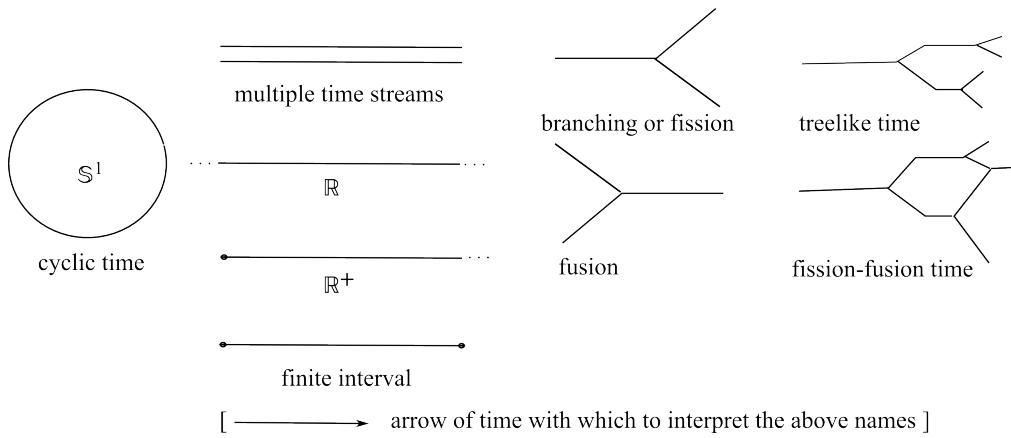 multiple time streams
branching or fission
treelike time
𝕊¹
. . .
. . .
ℝ
cyclic time
fusion
fission-fusion time
. . .
ℝ⁺
finite interval
[ arrow of time with which to interpret the above names ]